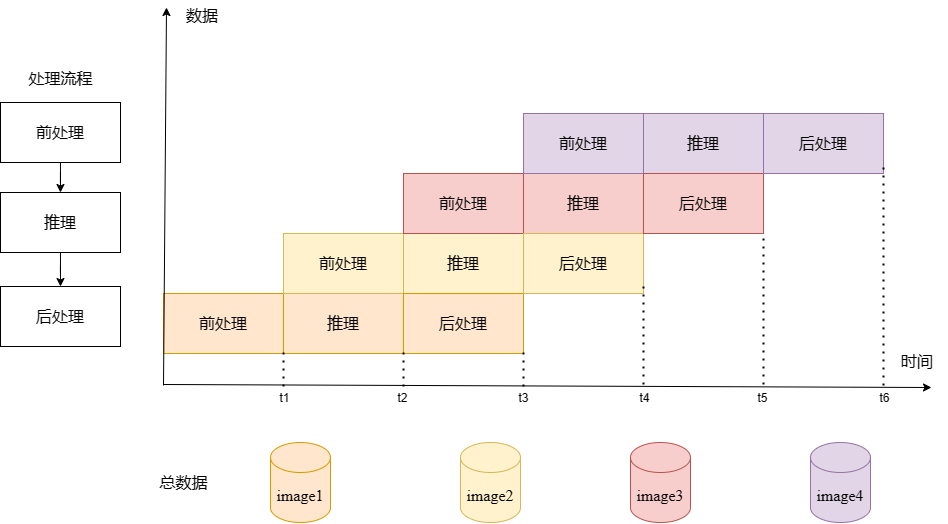 数据
处理流程
前处理
推理
后处理
前处理 推理 后处理
前处理 推理 后处理
前处理 推理 后处理
前处理 推理 后处理
时间
t1 t2 t3 t4 t5 t6
总数据
image1 image2 image3 image4